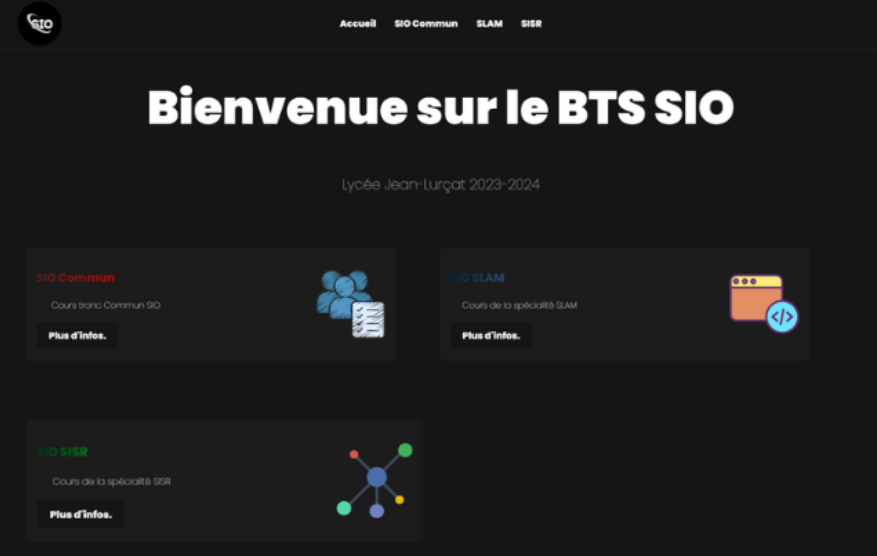 SIO
Accueil SIO Commun SLAM SISR
Bienvenue sur le BTS SIO
Lycée Jean-Lurçat 2023-2024
SIO Commun
Cours tronc Commun SIO
Plus d'infos.
SIO SLAM
Cours de la spécialité SLAM
Plus d'infos.
SIO SISR
Cours de la spécialité SISR
Plus d'infos.